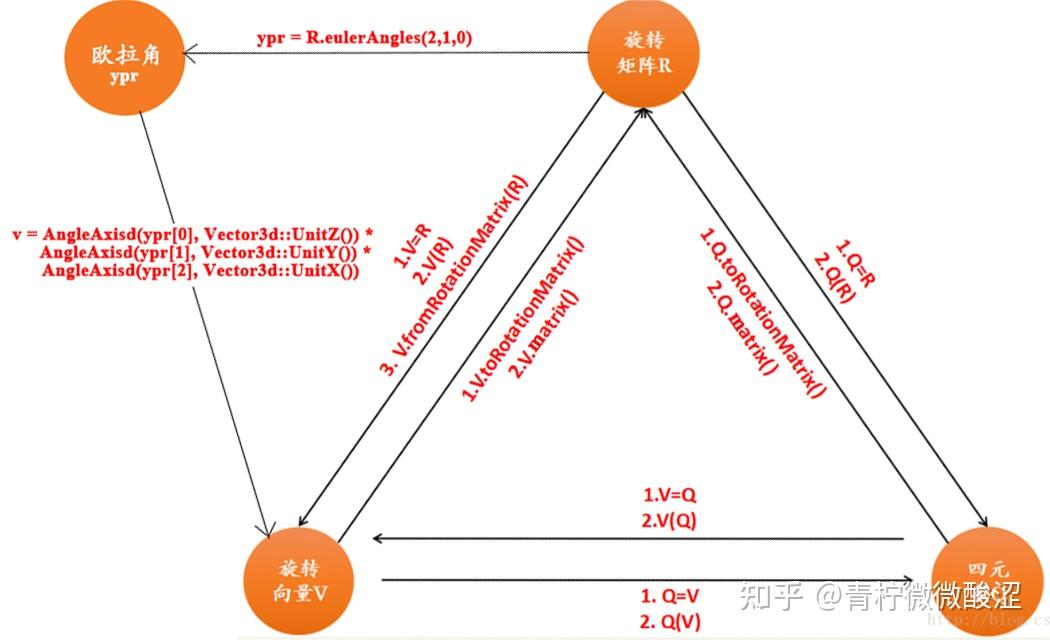 欧拉角
ypr
ypr = R.eulerAngles(2,1,0)
旋转
矩阵R
v = AngleAxisd(ypr[0], Vector3d::UnitZ()) *
AngleAxisd(ypr[1], Vector3d::UnitY()) *
AngleAxisd(ypr[2], Vector3d::UnitX())
1.V=R
2.V(R)
3. V.fromRotationMatrix(R)
1.V.toRotationMatrix()
2.V.matrix()
1.Q.toRotationMatrix()
2.Q.matrix()
1.Q=R
2.Q(R)
1.V=Q
2.V(Q)
旋转
向量V
1. Q=V
2. Q(V)
四元
知乎 @青柠微微酸涩
http://blog.cs